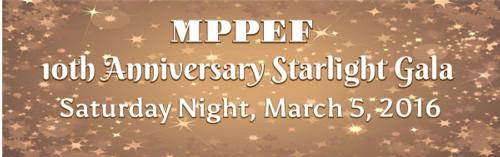 MPPEF
10th Anniversary Starlight Gala
Saturday Night, March 5, 2016